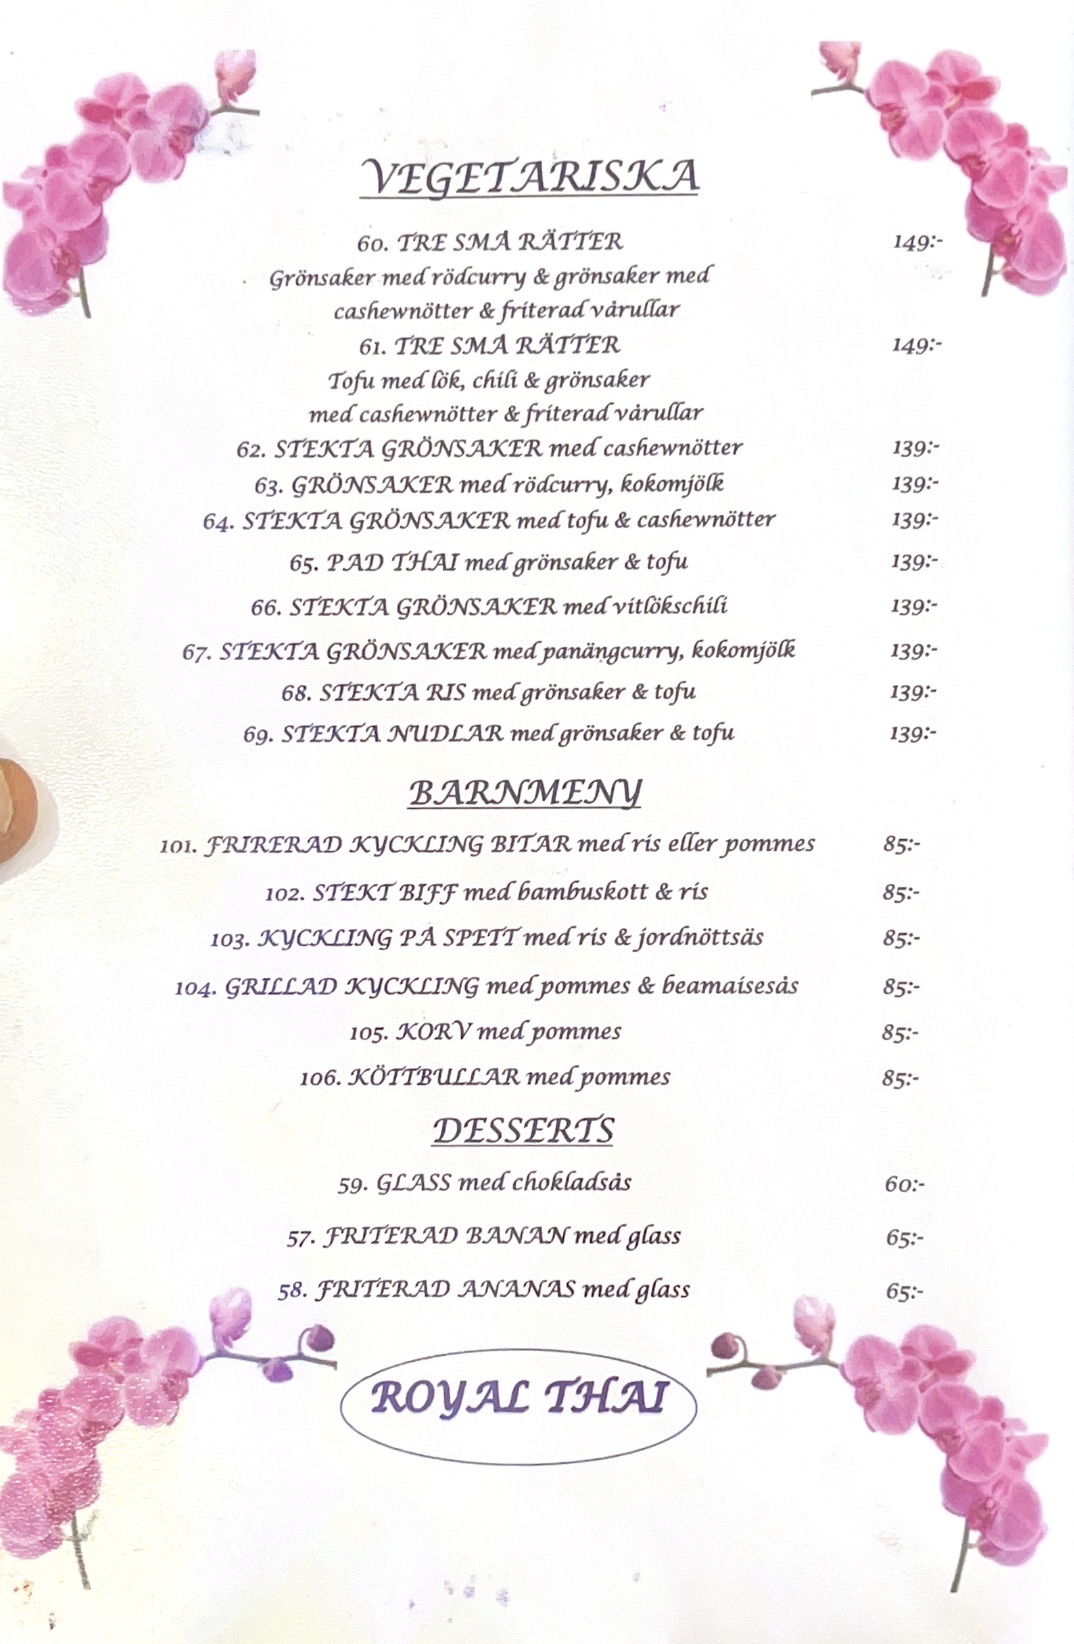 VEGETARISKA
60. TRE SMÅ RÄTTER 149:-
Grönsaker med rödcurry & grönsaker med
cashewnötter & friterad vårullar
61. TRE SMÅ RÄTTER 149:-
Tofu med lök, chili & grönsaker
med cashewnötter & friterad vårullar
62. STEKTA GRÖNSAKER med cashewnötter 139:-
63. GRÖNSAKER med rödcurry, kokomjölk 139:-
64. STEKTA GRÖNSAKER med tofu & cashewnötter 139:-
65. PAD THAI med grönsaker & tofu 139:-
66. STEKTA GRÖNSAKER med vitlökschili 139:-
67. STEKTA GRÖNSAKER med panängcurry, kokomjölk 139:-
68. STEKTA RIS med grönsaker & tofu 139:-
69. STEKTA NUDLAR med grönsaker & tofu 139:-
BARNMENY
101. FRIRERAD KYCKLING BITAR med ris eller pommes 85:-
102. STEKT BIFF med bambuskott & ris 85:-
103. KYCKLING PÅ SPETT med ris & jordnöttsäs 85:-
104. GRILLAD KYCKLING med pommes & beamaisesås 85:-
105. KORV med pommes 85:-
106. KÖTTBULLAR med pommes 85:-
DESSERTS
59. GLASS med chokladsås 60:-
57. FRITERAD BANAN med glass 65:-
58. FRITERAD ANANAS med glass 65:-
ROYAL THAI